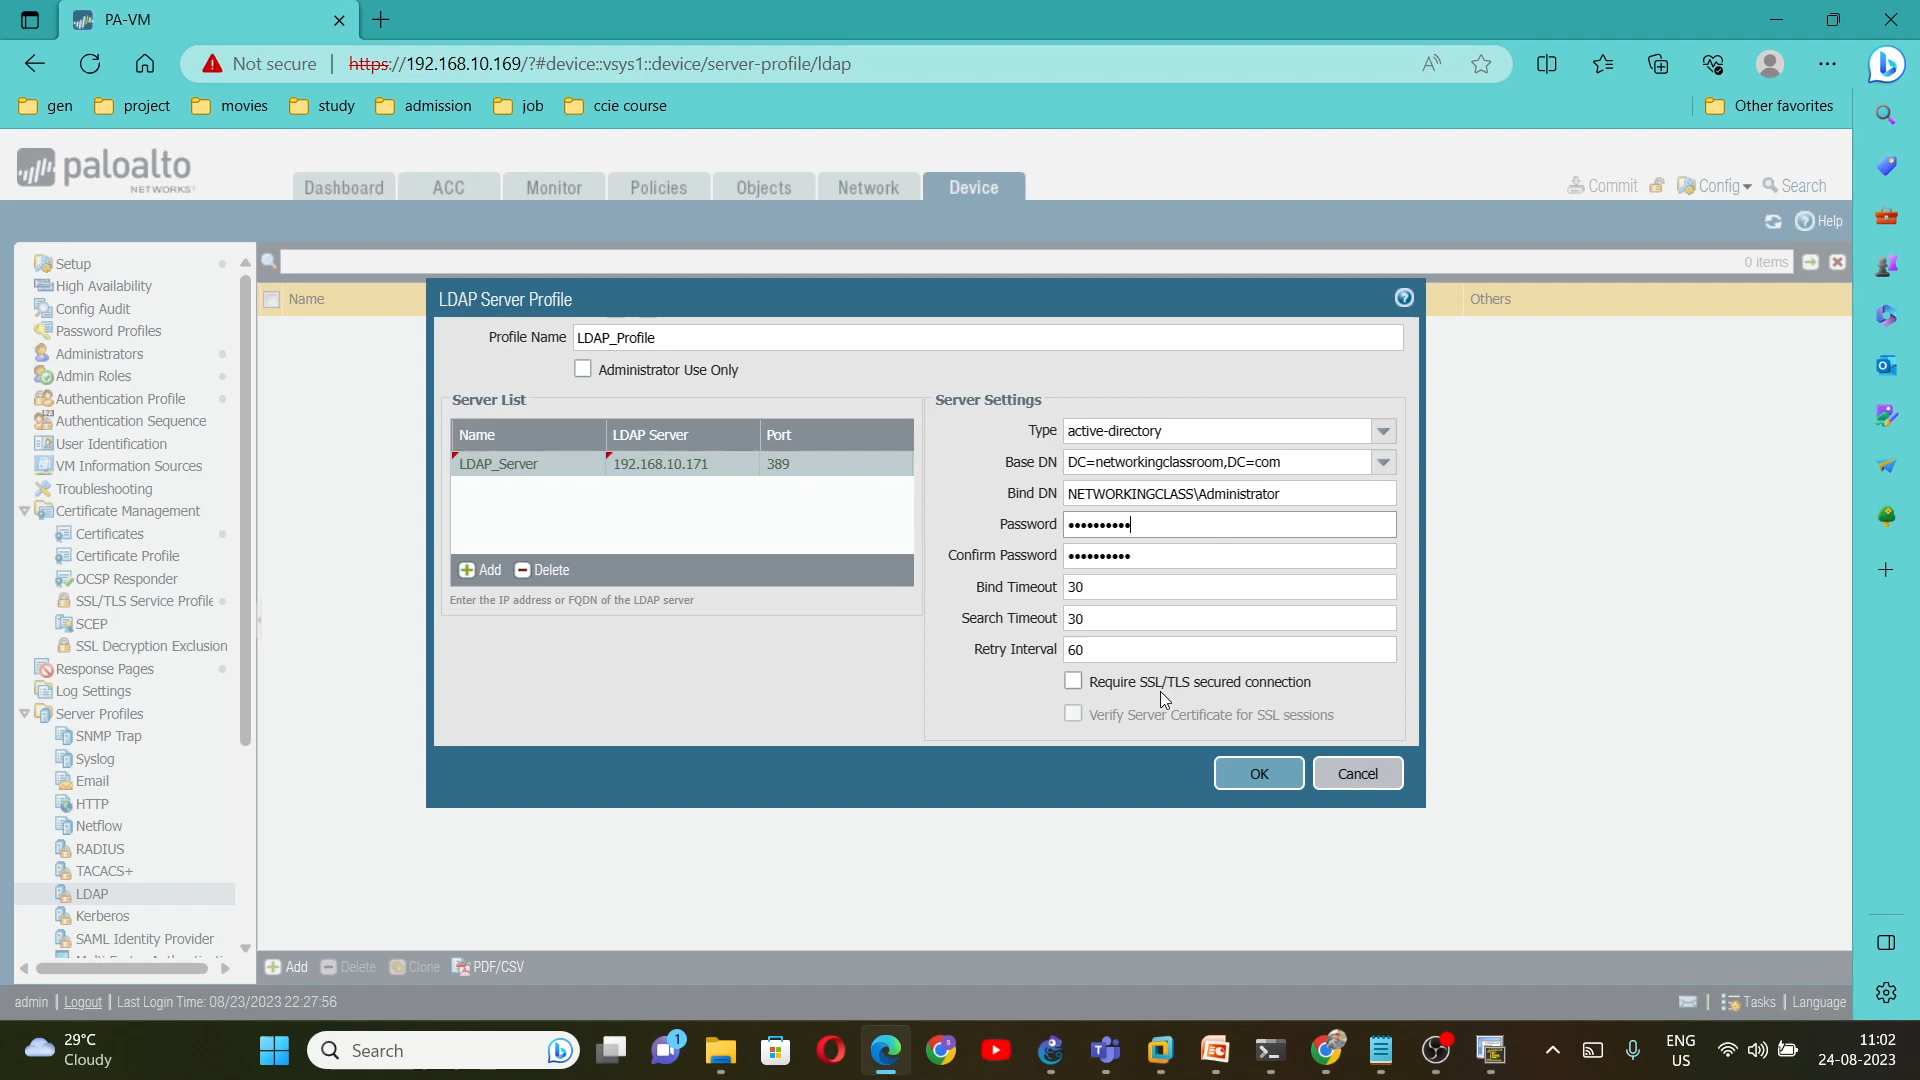 PA-VM
Not secure | https://192.168.10.169/?#device::vsys1::device/server-profile/ldap
gen project movies study admission job ccie course Other favorites
paloalto
NETWORKS
Dashboard ACC Monitor Policies Objects Network Device
Commit Config Search
Help
0 items
Name Others
Setup
High Availability
Config Audit
Password Profiles
Administrators
Admin Roles
Authentication Profile
Authentication Sequence
User Identification
VM Information Sources
Troubleshooting
Certificate Management
Certificates
Certificate Profile
OCSP Responder
SSL/TLS Service Profile
SCEP
SSL Decryption Exclusion
Response Pages
Log Settings
Server Profiles
SNMP Trap
Syslog
Email
HTTP
Netflow
RADIUS
TACACS+
LDAP
Kerberos
SAML Identity Provider
LDAP Server Profile
Profile Name LDAP_Profile
Administrator Use Only
Server List
Name LDAP Server Port
LDAP_Server 192.168.10.171 389
Add Delete
Enter the IP address or FQDN of the LDAP server
Server Settings
Type active-directory
Base DN DC=networkingclassroom,DC=com
Bind DN NETWORKINGCLASS\Administrator
Password ••••••••••
Confirm Password ••••••••••
Bind Timeout 30
Search Timeout 30
Retry Interval 60
Require SSL/TLS secured connection
Verify Server Certificate for SSL sessions
OK Cancel
Add Delete Clone PDF/CSV
admin | Logout | Last Login Time: 08/23/2023 22:27:56
Tasks | Language
29°C
Cloudy
Search
1
ENG
US
11:02
24-08-2023